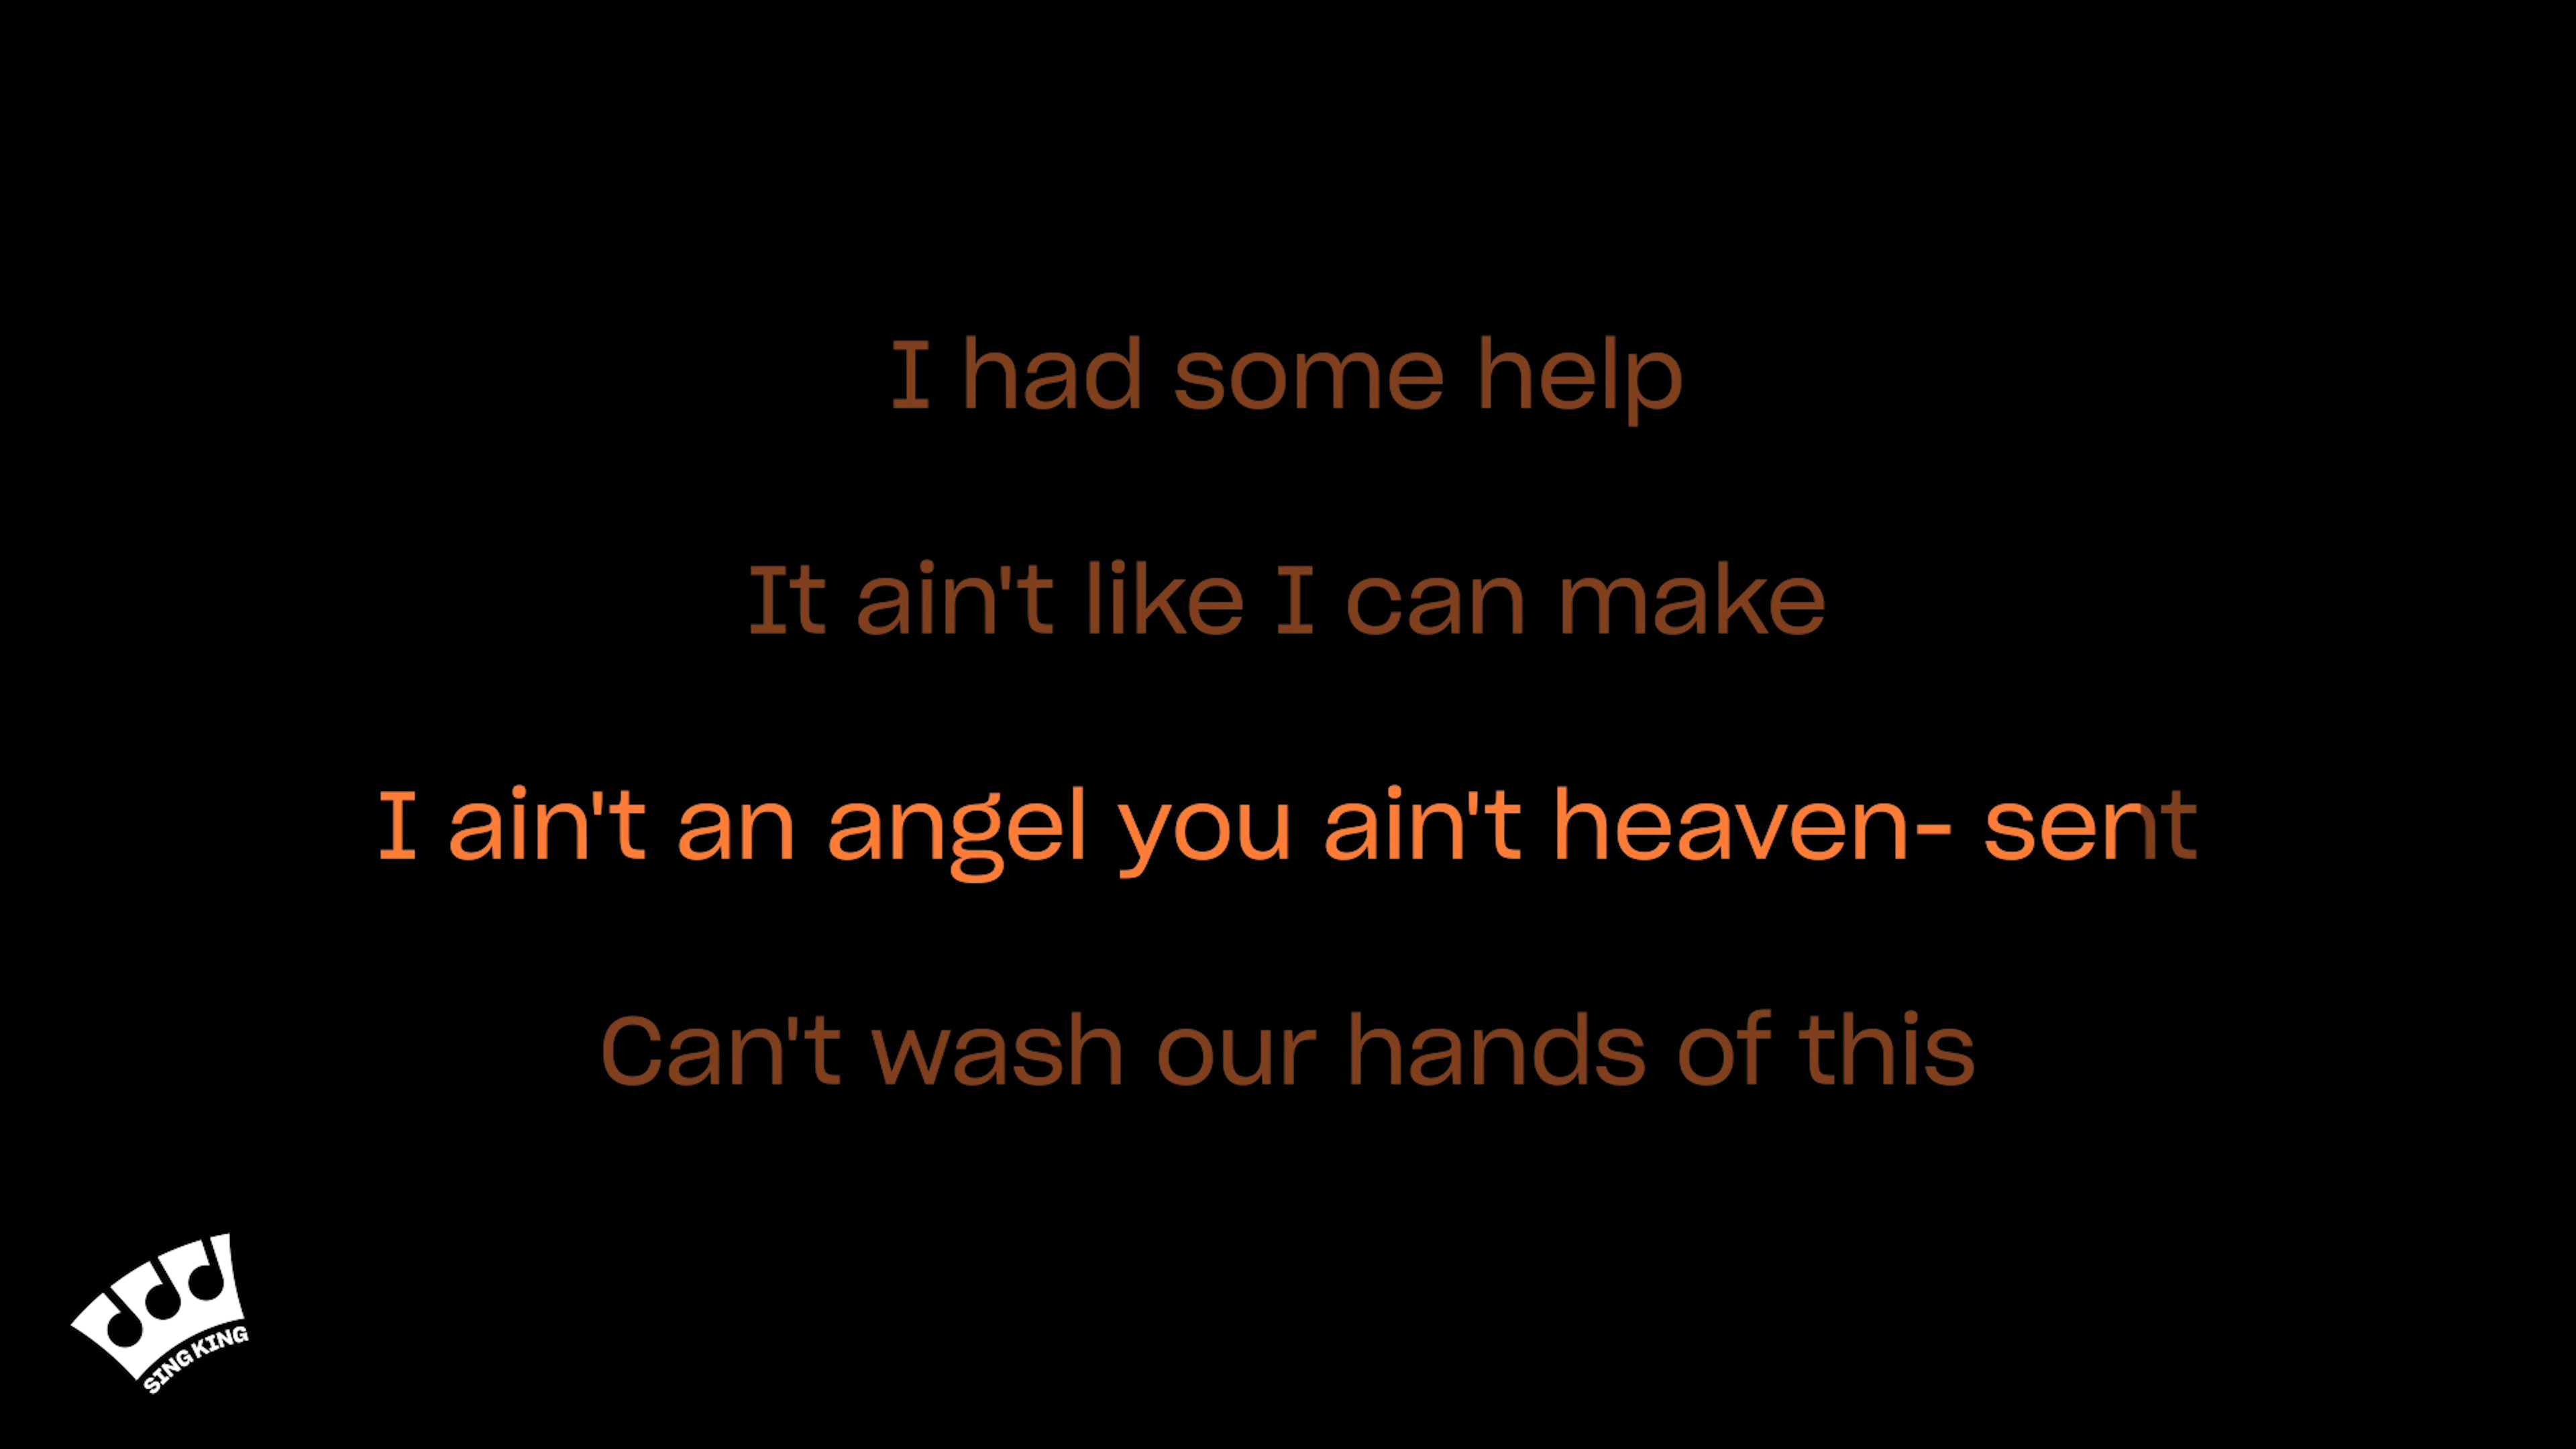 I had some help
It ain't like I can make
I ain't an angel you ain't heaven- sent
Can't wash our hands of this
SING KING